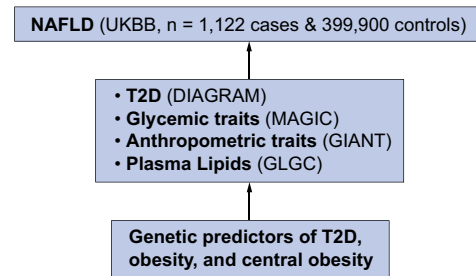 NAFLD (UKBB, n = 1,122 cases & 399,900 controls)
• T2D (DIAGRAM)
• Glycemic traits (MAGIC)
• Anthropometric traits (GIANT)
• Plasma Lipids (GLGC)
Genetic predictors of T2D,
obesity, and central obesity